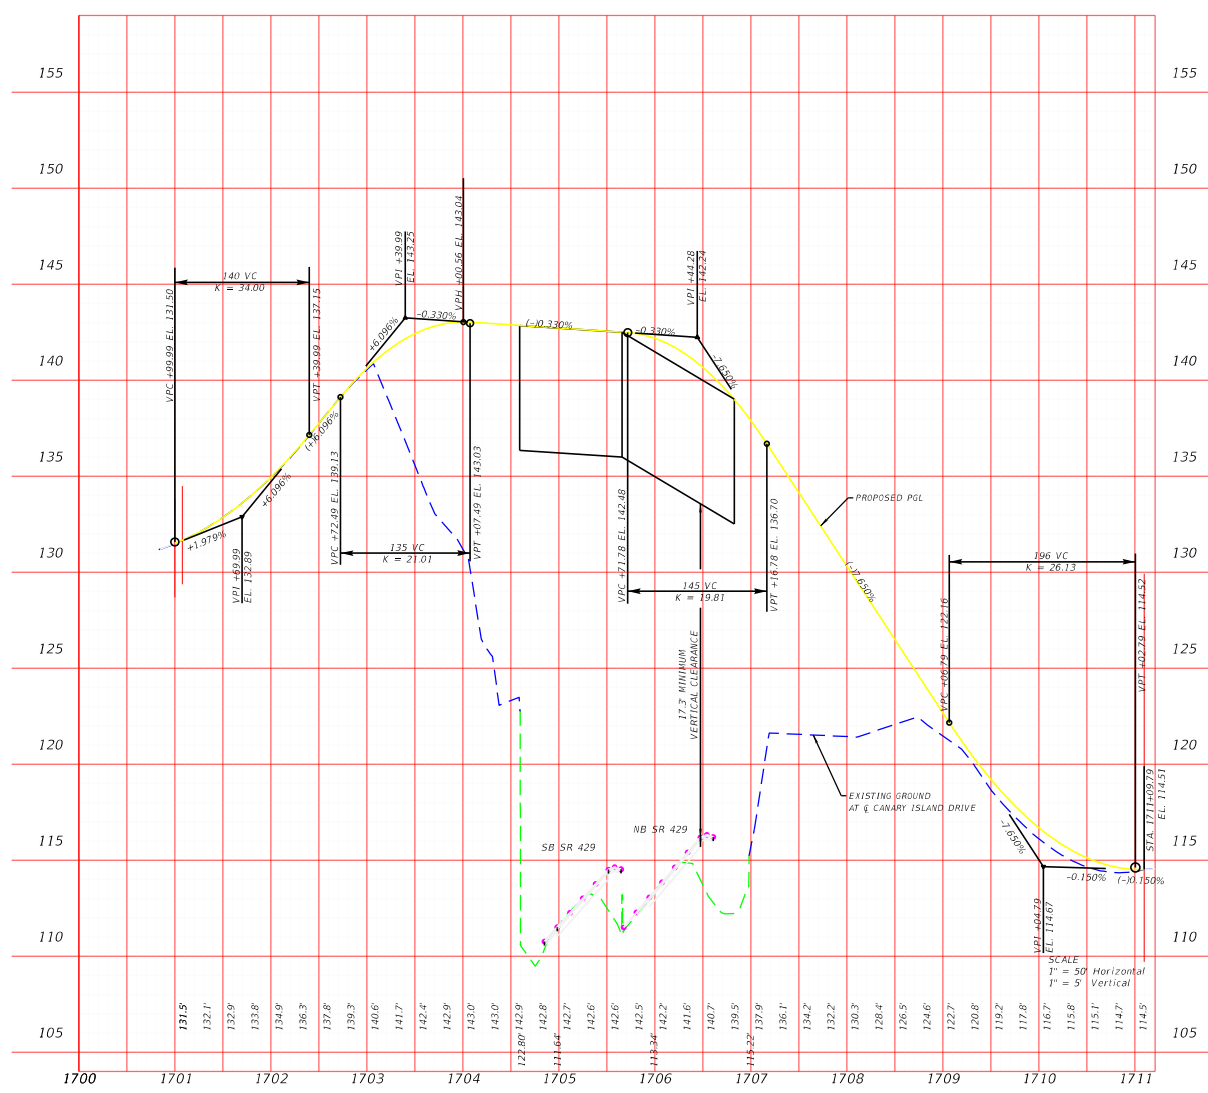 155
155
150
150
145
145
140
140
135
135
130
130
125
125
120
120
115
115
110
110
105
105
140 VC
K = 34.00
VPC +99.99 EL. 131.50
VPT +39.99 EL. 137.15
+1.979%
VPI +69.99
EL. 132.89
+6.096%
(+)6.096%
VPC +72.49 EL. 139.13
+6.096%
VPI +39.99
EL. 143.25
-0.330%
VPH +00.56 EL. 143.04
VPT +07.49 EL. 143.03
135 VC
K = 21.01
(-)0.330%
-0.330%
VPI +44.28
EL. 142.24
-7.650%
VPC +71.78 EL. 142.48
145 VC
K = 19.81
VPT +16.78 EL. 136.70
17.3' MINIMUM
VERTICAL CLEARANCE
PROPOSED PGL
(-)7.650%
196 VC
K = 26.13
VPC +06.79 EL. 122.16
VPT +02.79 EL. 114.52
STA. 1711+09.79
EL. 114.51
EXISTING GROUND
AT ℄ CANARY ISLAND DRIVE
NB SR 429
SB SR 429
-7.650%
-0.150%
(-)0.150%
VPI +04.79
EL. 114.67
SCALE
1" = 50' Horizontal
1" = 5' Vertical
131.5'
132.1'
132.9'
133.8'
134.9'
136.3'
137.8'
139.3'
140.6'
141.7'
142.4'
142.9'
143.0'
143.0'
142.9'
142.8'
142.7'
142.6'
142.6'
142.5'
142.2'
141.6'
140.7'
139.5'
137.9'
136.1'
134.2'
132.2'
130.3'
128.4'
126.5'
124.6'
122.7'
120.8'
119.2'
117.8'
116.7'
115.8'
115.1'
114.7'
114.5'
122.80'
111.64'
113.34'
115.22'
1700
1701
1702
1703
1704
1705
1706
1707
1708
1709
1710
1711